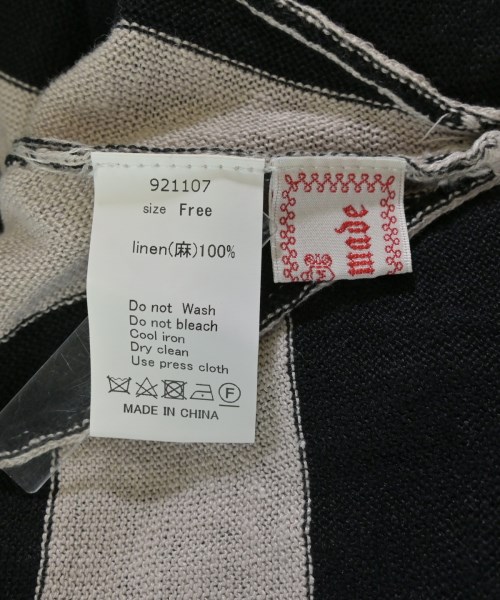 921107
size Free
linen(麻)100%
Do not Wash
Do not bleach
Cool iron
Dry clean
Use press cloth
F
MADE IN CHINA
made